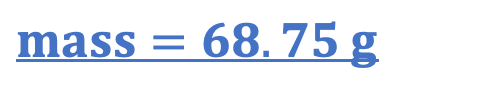 mass = 68.75 g